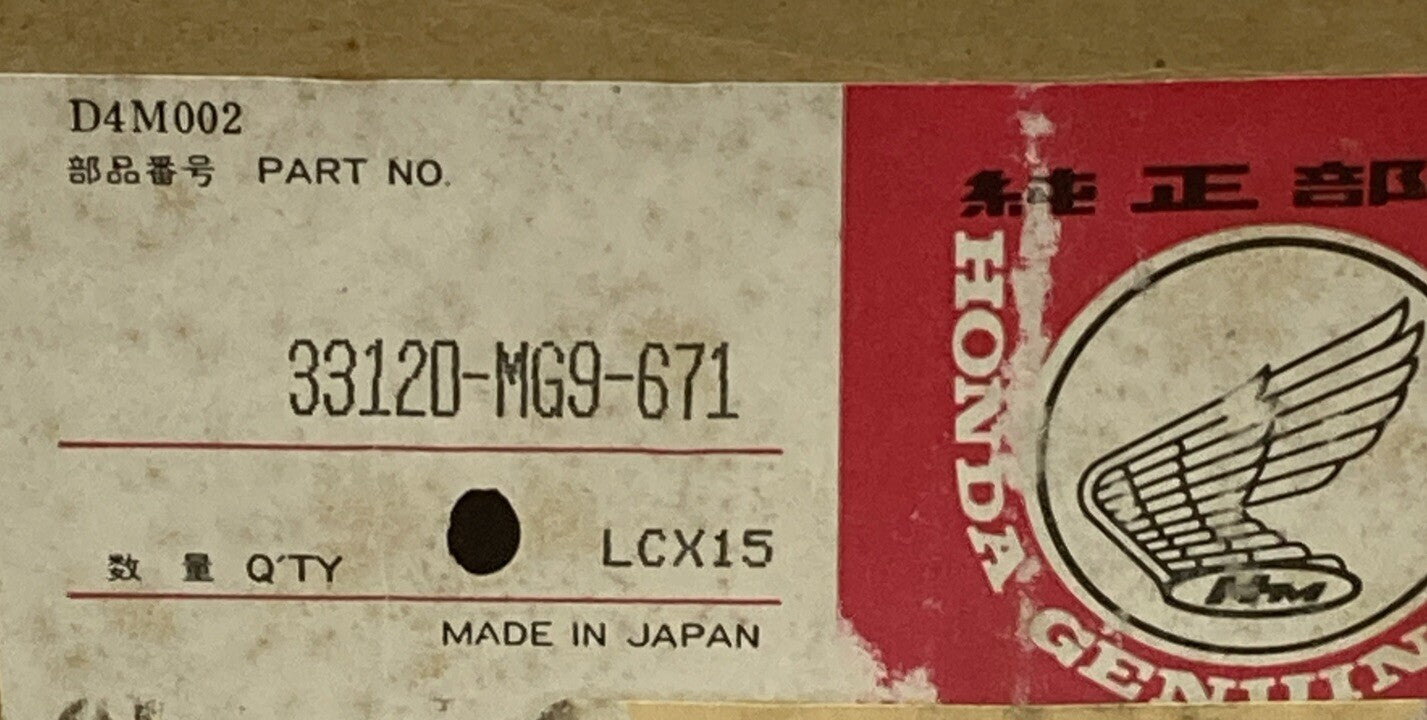 D4M002
部品番号 PART NO.
33120-MG9-671
数 量 Q'TY
LCX15
MADE IN JAPAN
純正部
HONDA GENUIN
HM